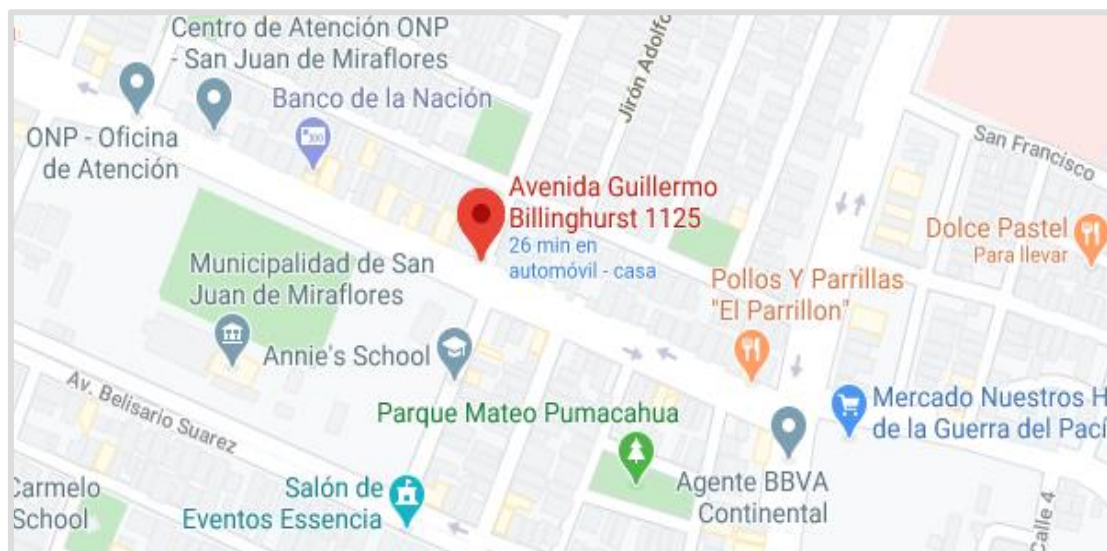 Centro de Atención ONP
- San Juan de Miraflores
Jirón Adolfo
ONP - Oficina
de Atención
Banco de la Nación
San Francisco
Avenida Guillermo
Billinghurst 1125
26 min en
automóvil - casa
Dolce Pastel
Para llevar
Municipalidad de San
Juan de Miraflores
Pollos Y Parrillas
"El Parrillon"
Annie's School
Av. Belisario Suarez
Parque Mateo Pumacahua
Mercado Nuestros H
de la Guerra del Pací
Carmelo
School
Salón de
Eventos Essencia
Agente BBVA
Continental
Calle 4